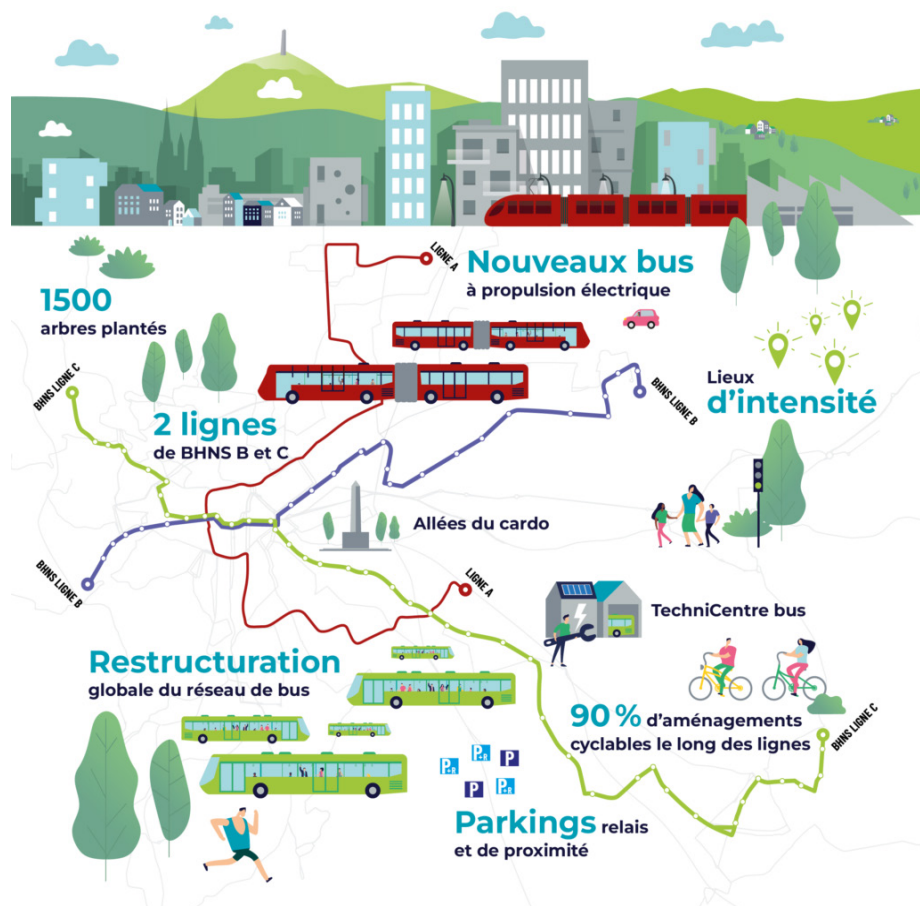 LIGNE A
Nouveaux bus
à propulsion électrique
1500
arbres plantés
BHNS LIGNE C
Lieux
d'intensité
BHNS LIGNE B
2 lignes
de BHNS B et C
Allées du cardo
BHNS LIGNE B
LIGNE A
TechniCentre bus
Restructuration
globale du réseau de bus
90 % d'aménagements
cyclables le long des lignes
BHNS LIGNE C
P+R
P+R
P
P
P+R
P
Parkings relais
et de proximité